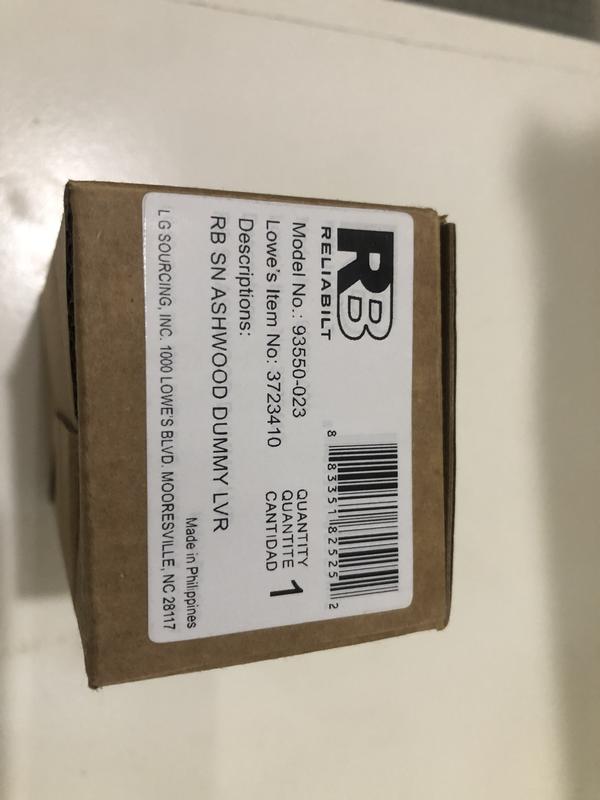 RB
RELIABILT
8 83351 82525 2
Model No.: 93550-023
Lowe's Item No: 3723410
QUANTITY
QUANTITE
CANTIDAD
1
Descriptions:
RB SN ASHWOOD DUMMY LVR
Made in Philippines
L G SOURCING, INC. 1000 LOWE'S BLVD. MOORESVILLE, NC 28117